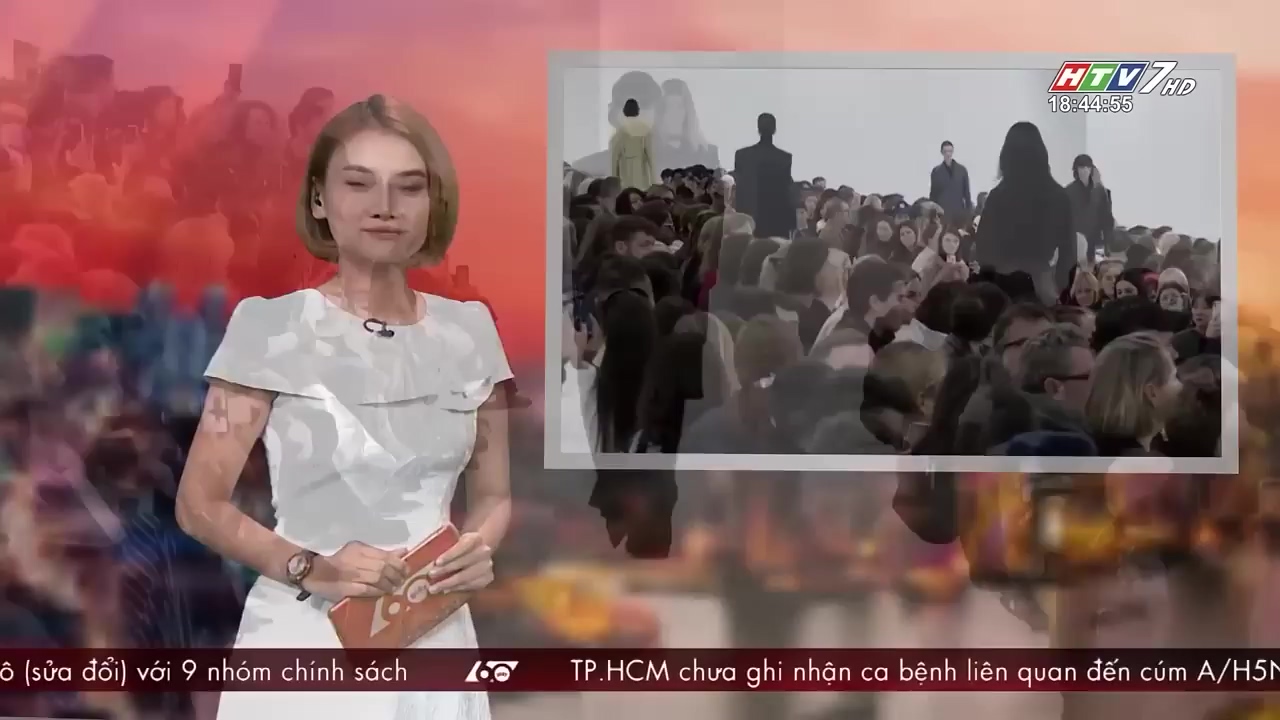 HTV7 HD
18:44:55
ô (sửa đổi) với 9 nhóm chính sách 60 TP.HCM chưa ghi nhận ca bệnh liên quan đến cúm A/H5N